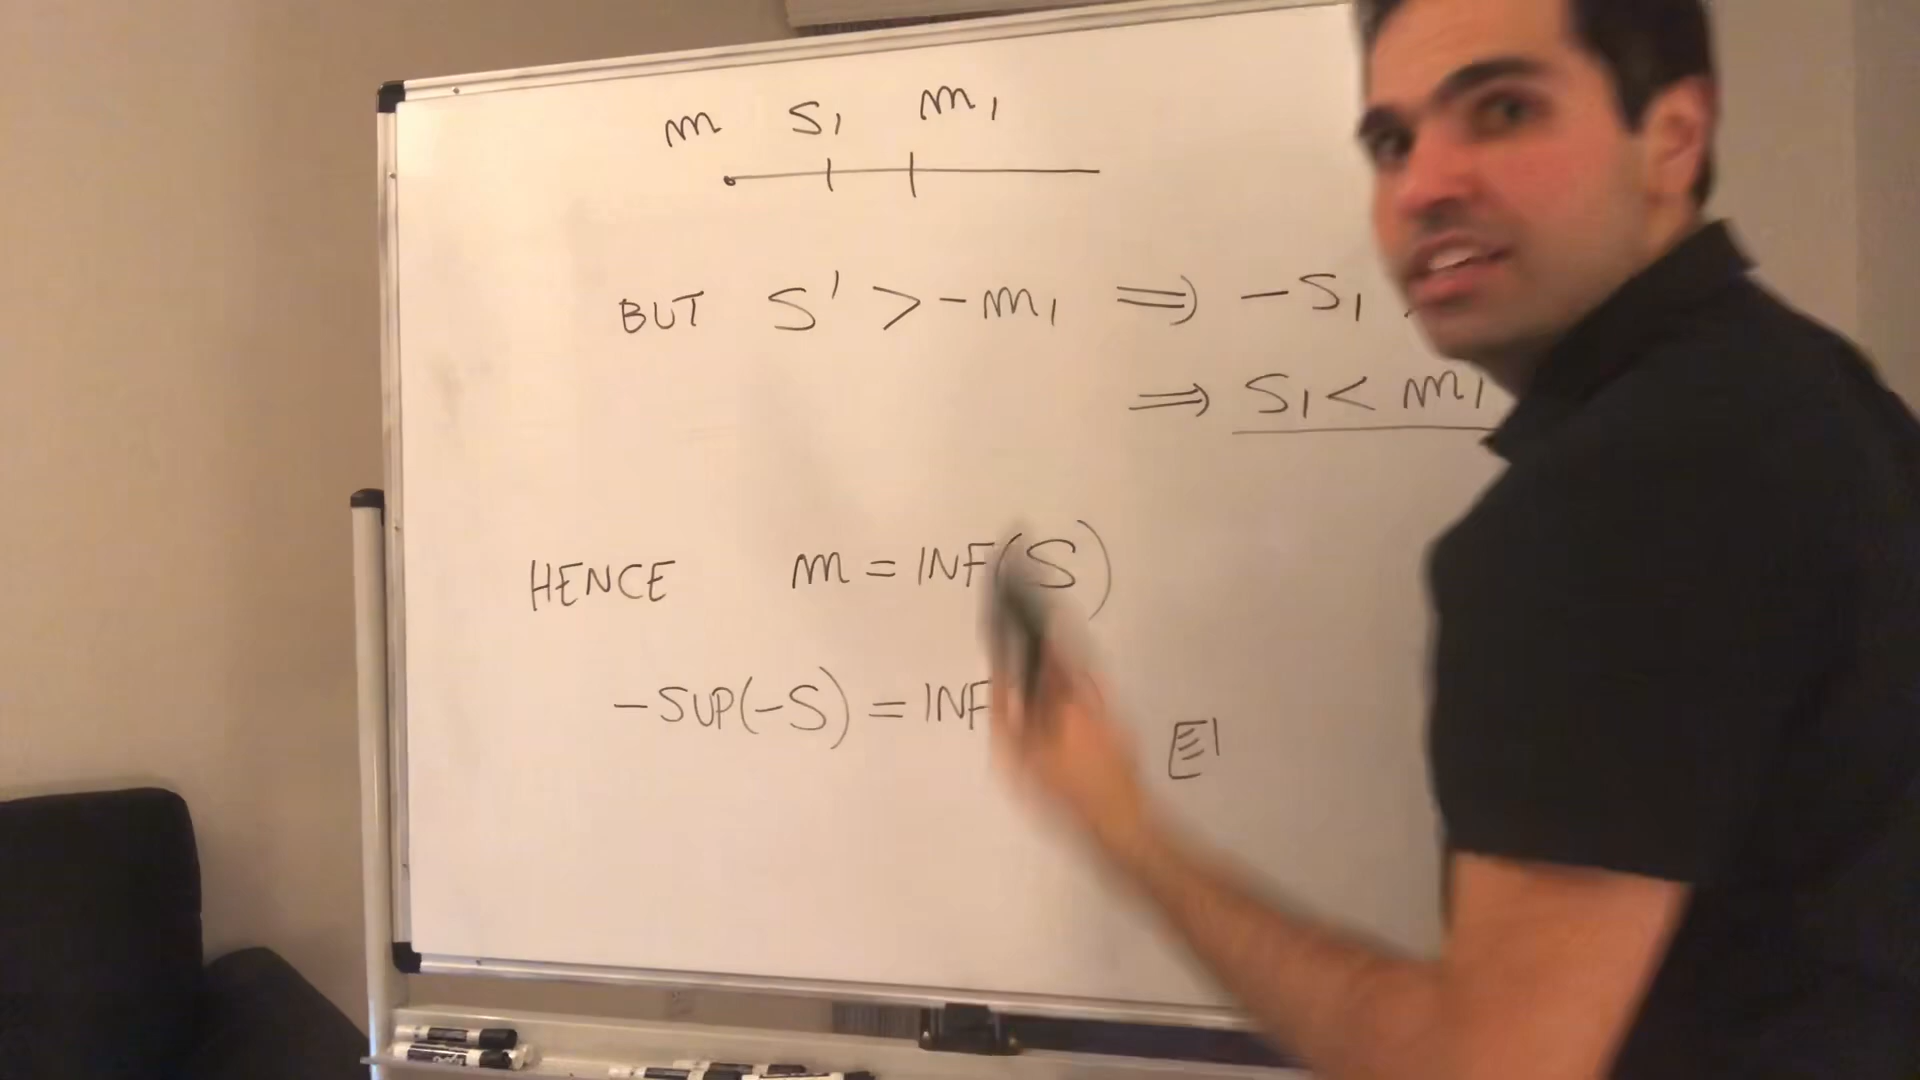 m S₁ m₁
BUT S' > -m₁ ⇒ -S₁
⇒ S₁ < m₁
HENCE m = INF(S)
-SUP(-S) = INF